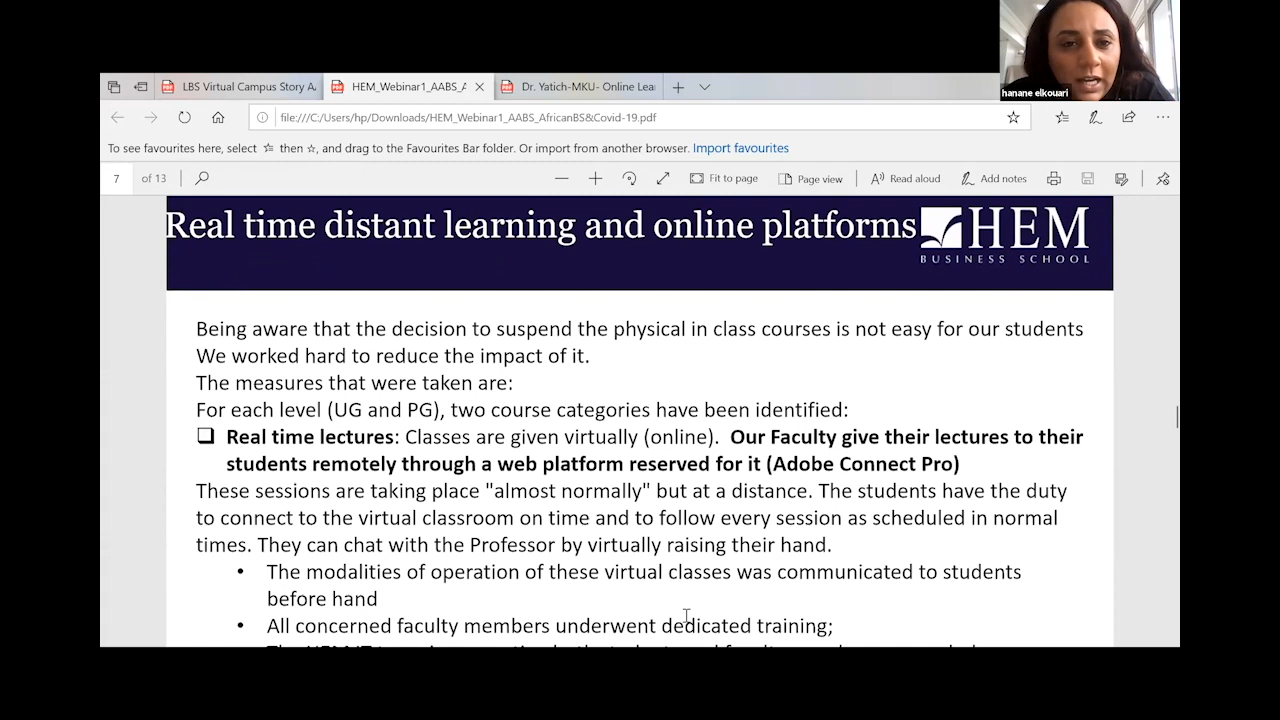 hanane elkouari
LBS Virtual Campus Story A
HEM_Webinar1_AABS_A
Dr. Yatich-MKU- Online Lea
file:///C:/Users/hp/Downloads/HEM_Webinar1_AABS_AfricanBS&Covid-19.pdf
To see favourites here, select then , and drag to the Favourites Bar folder. Or import from another browser. Import favourites
7 of 13
Fit to page
Page view
Read aloud
Add notes
Real time distant learning and online platforms
HEM
BUSINESS SCHOOL
Being aware that the decision to suspend the physical in class courses is not easy for our students
We worked hard to reduce the impact of it.
The measures that were taken are:
For each level (UG and PG), two course categories have been identified:
Real time lectures: Classes are given virtually (online). Our Faculty give their lectures to their
students remotely through a web platform reserved for it (Adobe Connect Pro)
These sessions are taking place "almost normally" but at a distance. The students have the duty
to connect to the virtual classroom on time and to follow every session as scheduled in normal
times. They can chat with the Professor by virtually raising their hand.
• The modalities of operation of these virtual classes was communicated to students
before hand
• All concerned faculty members underwent dedicated training;